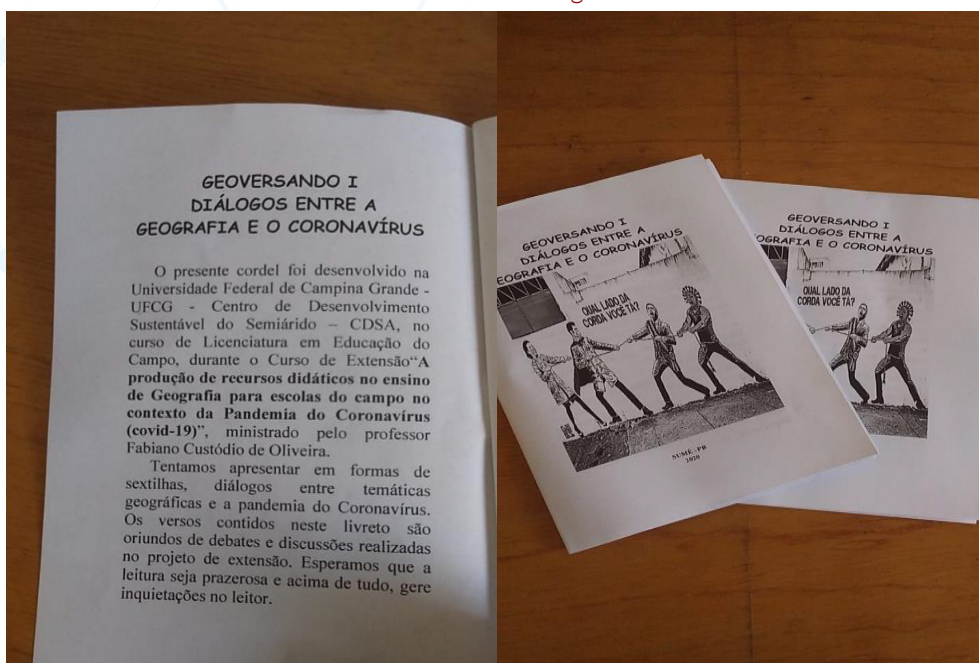 GEOVERSANDO I
DIÁLOGOS ENTRE A
GEOGRAFIA E O CORONAVÍRUS
O presente cordel foi desenvolvido na
Universidade Federal de Campina Grande -
UFCG - Centro de Desenvolvimento
Sustentável do Semiárido – CDSA, no
curso de Licenciatura em Educação do
Campo, durante o Curso de Extensão“A
produção de recursos didáticos no ensino
de Geografia para escolas do campo no
contexto da Pandemia do Coronavírus
(covid-19)”, ministrado pelo professor
Fabiano Custódio de Oliveira.
Tentamos apresentar em formas de
sextilhas, diálogos entre temáticas
geográficas e a pandemia do Coronavírus.
Os versos contidos neste livreto são
oriundos de debates e discussões realizadas
no projeto de extensão. Esperamos que a
leitura seja prazerosa e acima de tudo, gere
inquietações no leitor.
GEOVERSANDO I
DIÁLOGOS ENTRE A
EOGRAFIA E O CORONAVÍRUS
QUAL LADO DA
CORDA VOCÊ TÁ?
SUMÉ - PB
2020
GEOVERSANDO I
DIÁLOGOS ENTRE A
OGRAFIA E O CORONAVÍRUS
QUAL LADO DA
CORDA VOCÊ TÁ?